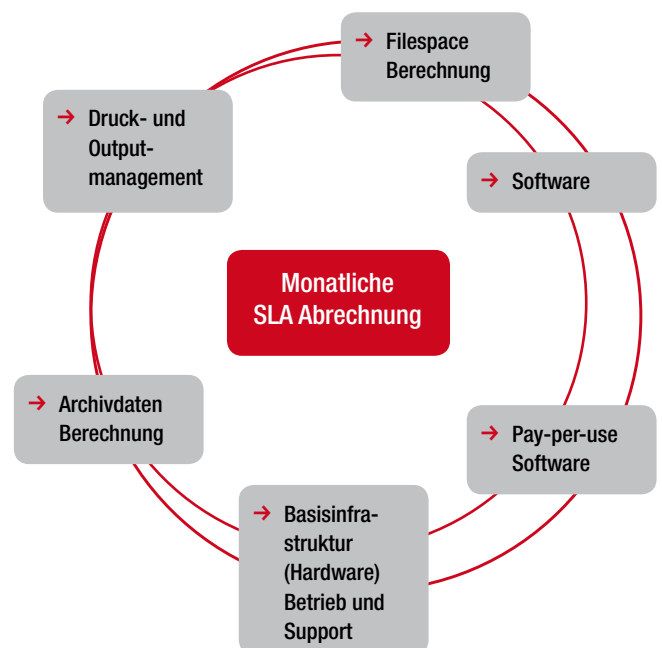 → Filespace
Berechnung
→ Druck- und
Output-
management
→ Software
Monatliche
SLA Abrechnung
→ Archivdaten
Berechnung
→ Pay-per-use
Software
→ Basisinfra-
struktur
(Hardware)
Betrieb und
Support